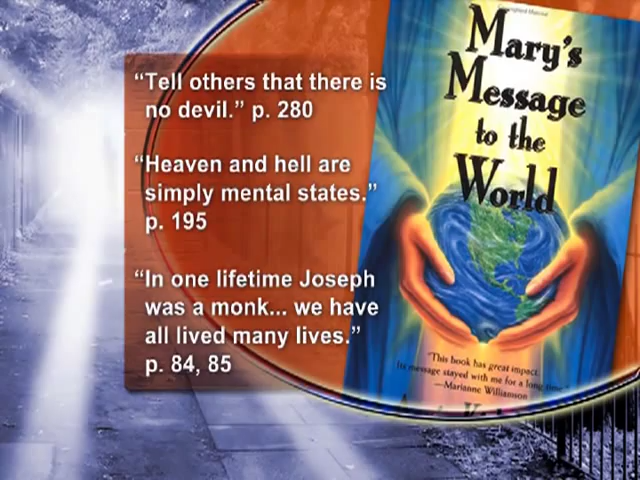 “Tell others that there is
no devil.” p. 280
“Heaven and hell are
simply mental states.”
p. 195
“In one lifetime Joseph
was a monk... we have
all lived many lives.”
p. 84, 85
Mary's
Message
to the
World
"This book has great impact.
Its message stayed with me for a long time."
—Marianne Williamson